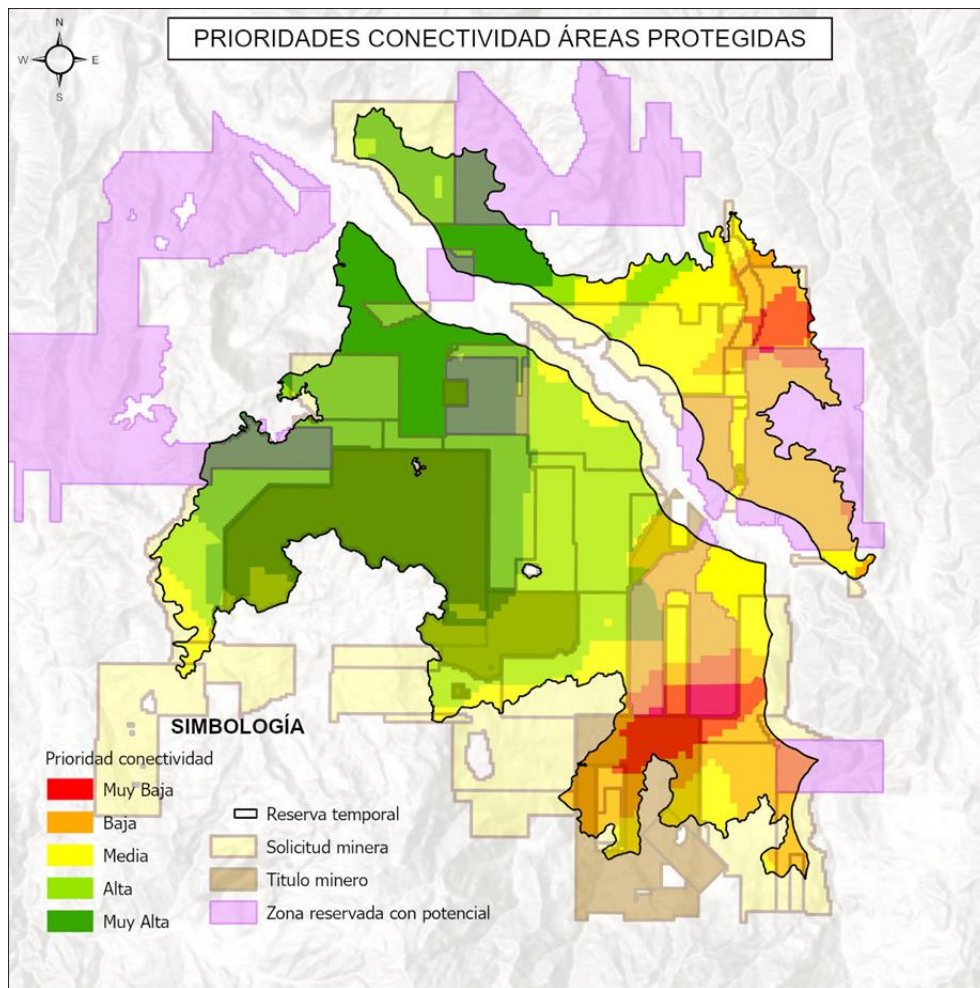 PRIORIDADES CONECTIVIDAD ÁREAS PROTEGIDAS
N
W E
S
SIMBOLOGÍA
Prioridad conectividad
Muy Baja
Baja
Media
Alta
Muy Alta
Reserva temporal
Solicitud minera
Titulo minero
Zona reservada con potencial